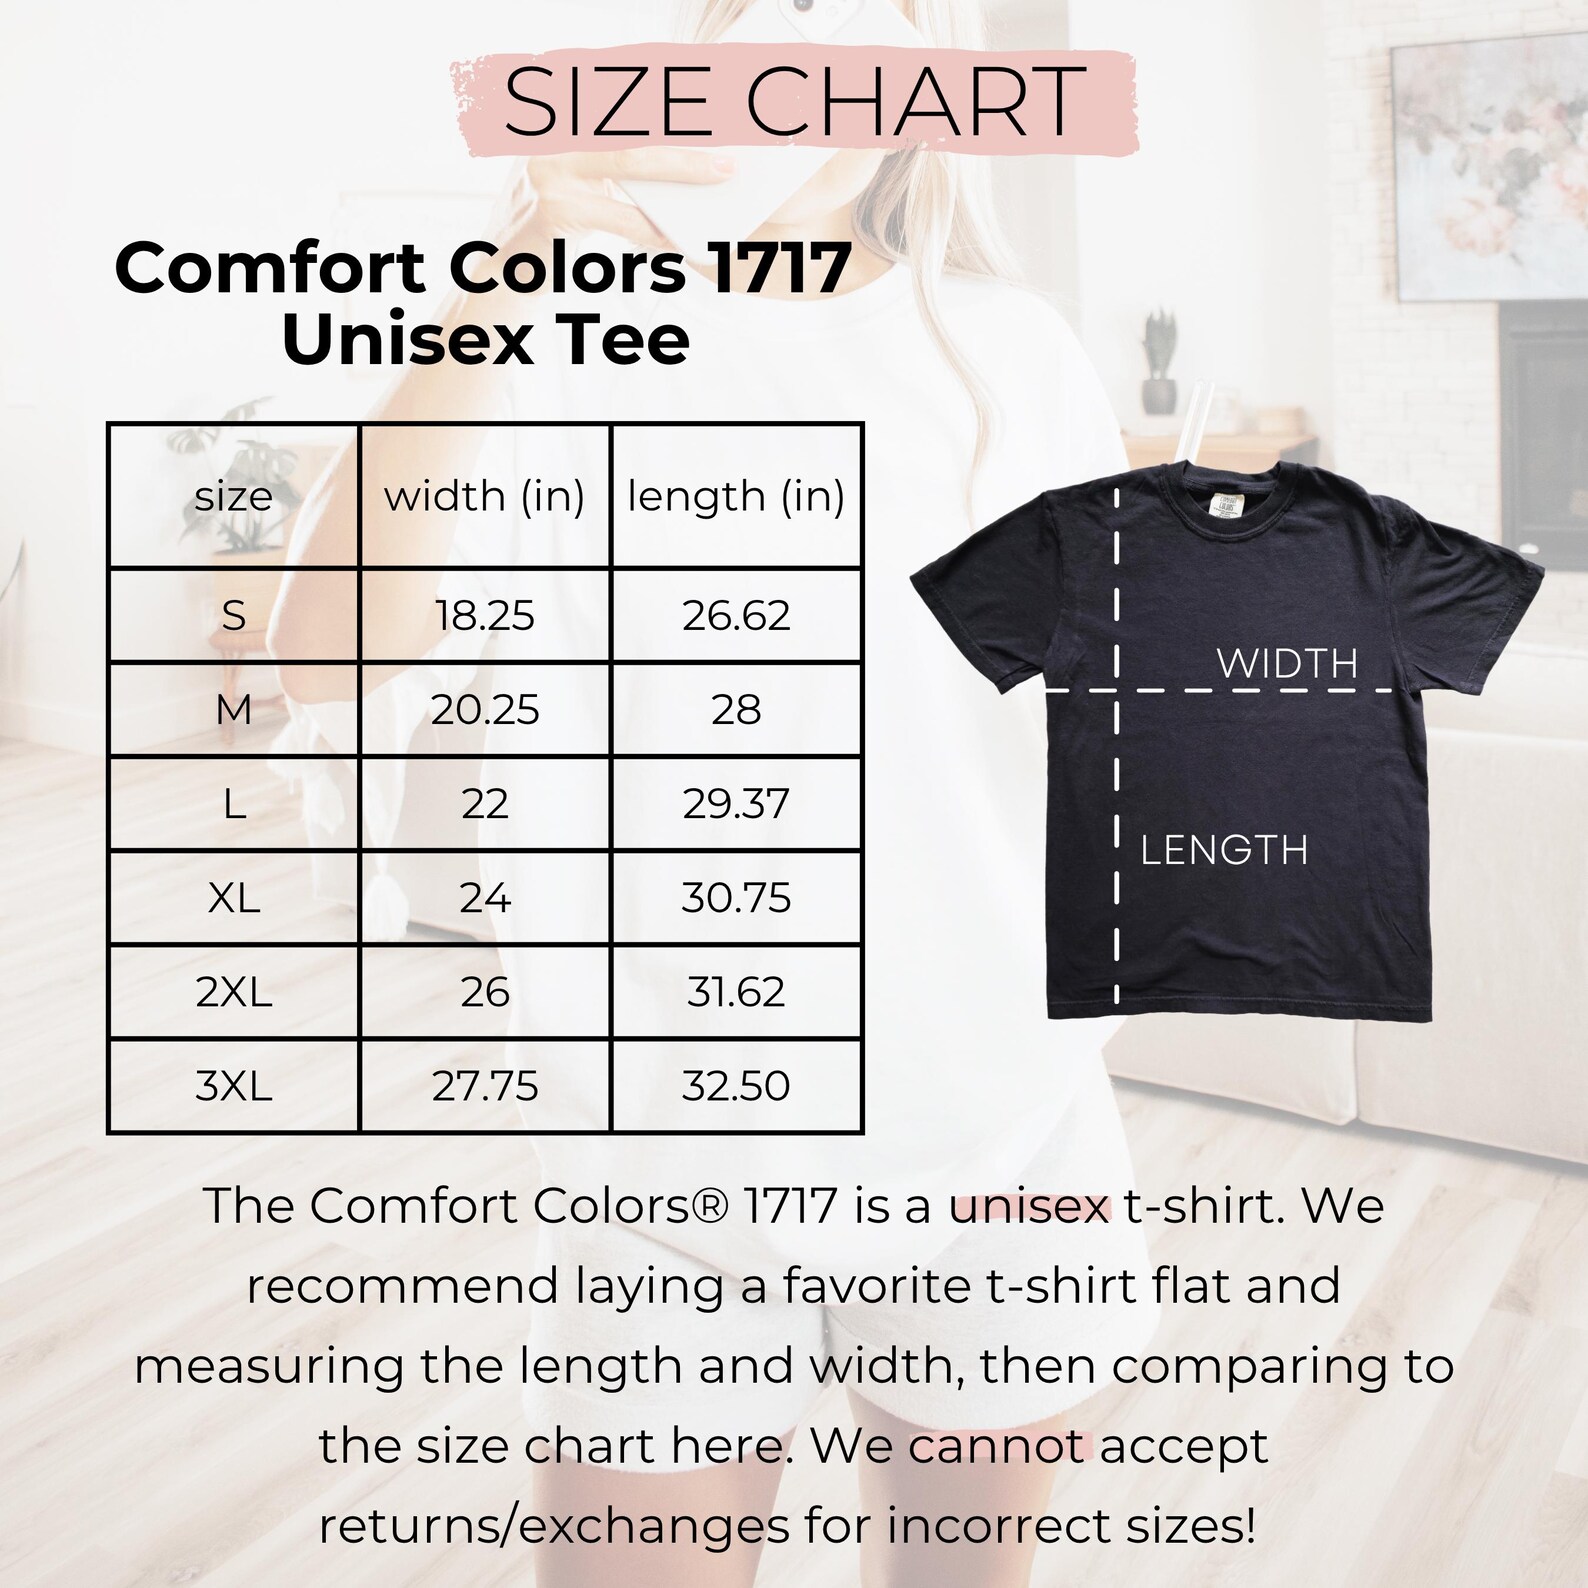 SIZE CHART
Comfort Colors 1717
Unisex Tee
size width (in) length (in)
S 18.25 26.62
M 20.25 28
L 22 29.37
XL 24 30.75
2XL 26 31.62
3XL 27.75 32.50
COMFORT
COLORS
WIDTH
LENGTH
The Comfort Colors® 1717 is a unisex t-shirt. We
recommend laying a favorite t-shirt flat and
measuring the length and width, then comparing to
the size chart here. We cannot accept
returns/exchanges for incorrect sizes!